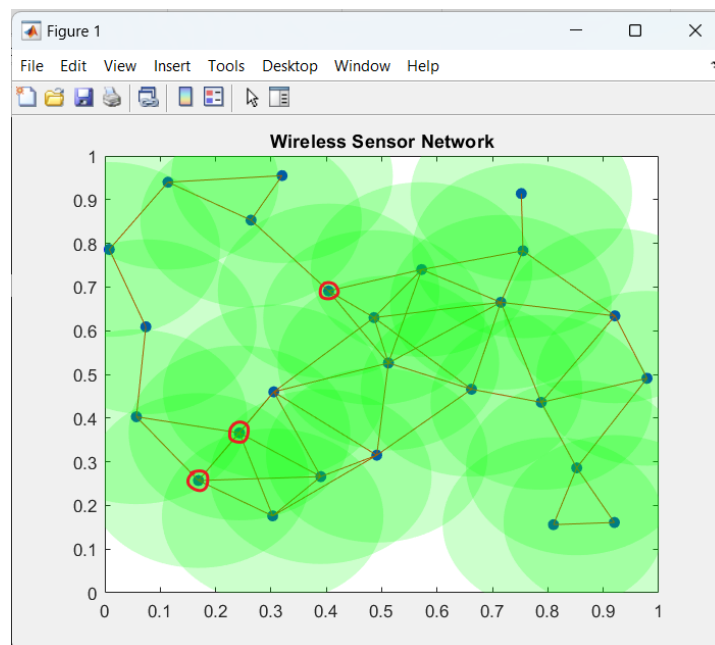 Figure 1
File Edit View Insert Tools Desktop Window Help
Wireless Sensor Network
1
0.9
0.8
0.7
0.6
0.5
0.4
0.3
0.2
0.1
0
0 0.1 0.2 0.3 0.4 0.5 0.6 0.7 0.8 0.9 1